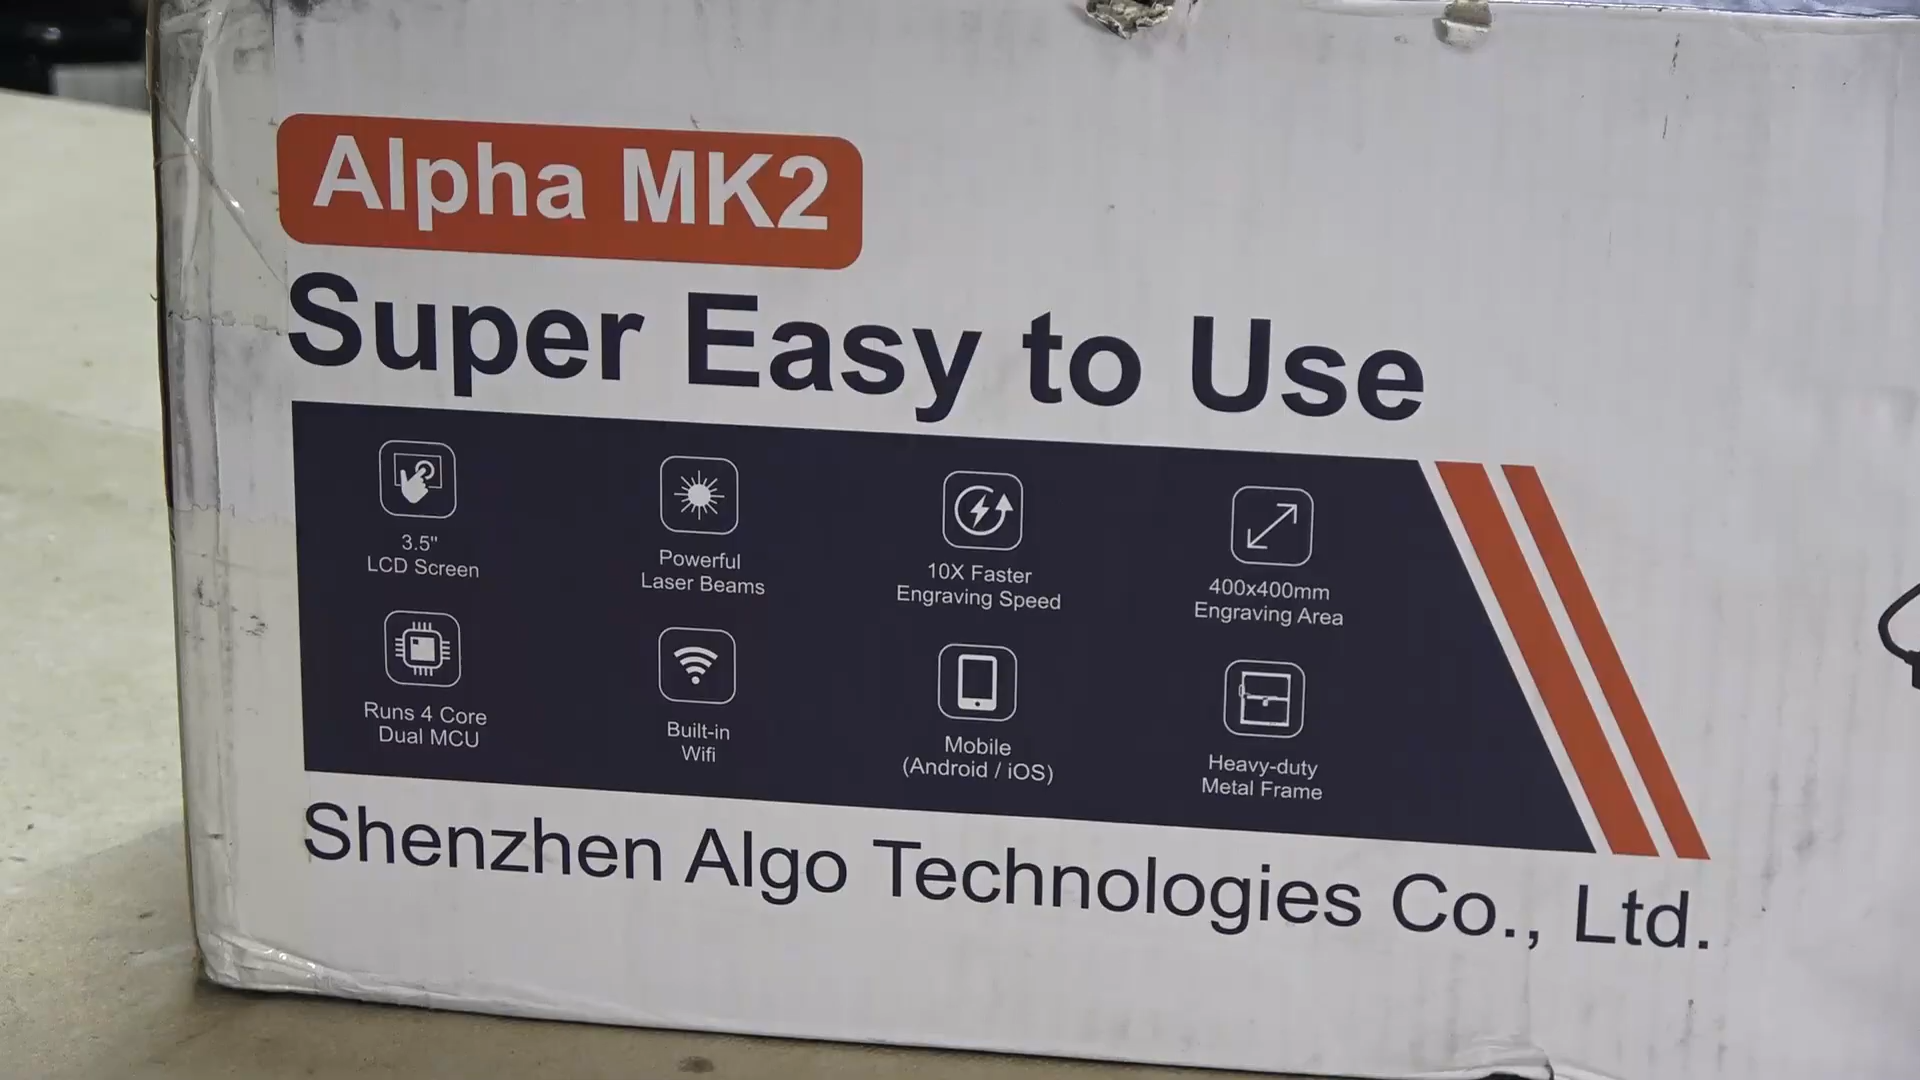 Alpha MK2
Super Easy to Use
3.5"
LCD Screen
Powerful
Laser Beams
10X Faster
Engraving Speed
400x400mm
Engraving Area
Runs 4 Core
Dual MCU
Built-in
Wifi
Mobile
(Android / iOS)
Heavy-duty
Metal Frame
Shenzhen Algo Technologies Co., Ltd.